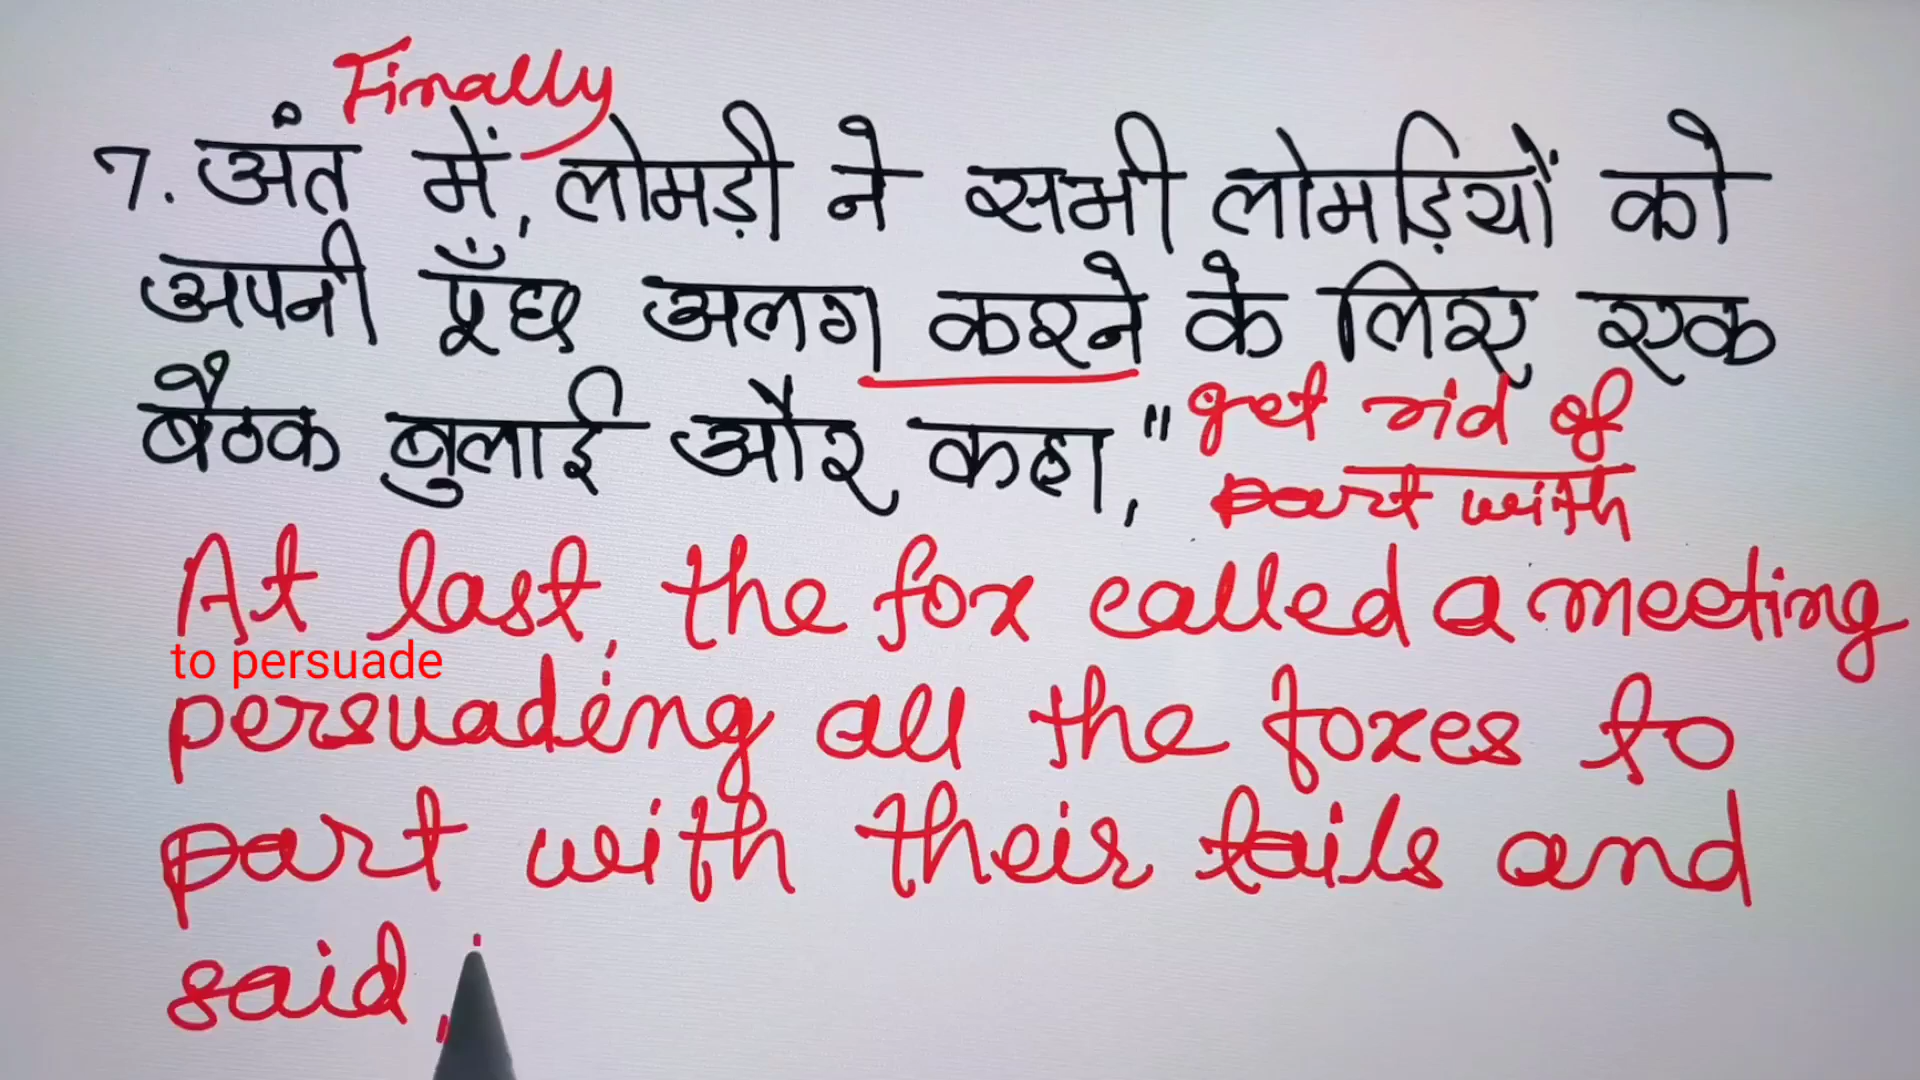 Finally
7. अंत में, लोमड़ी ने सभी लोमड़ियों को
अपनी पूँछ अलग करने के लिए एक
बैठक बुलाई और कहा, "
get rid of
part with
At last, the fox called a meeting
to persuade
persuading all the foxes to
part with their tails and
said,